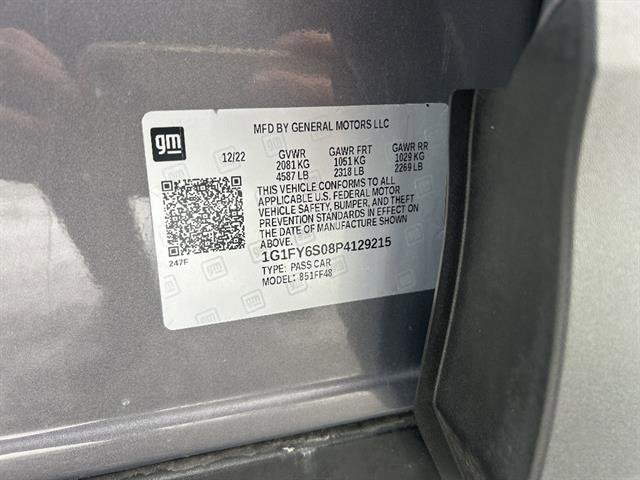 gm
MFD BY GENERAL MOTORS LLC
12/22 GVWR GAWR FRT GAWR RR
2081 KG 1051 KG 1029 KG
4587 LB 2318 LB 2269 LB
THIS VEHICLE CONFORMS TO ALL
APPLICABLE U.S. FEDERAL MOTOR
VEHICLE SAFETY, BUMPER, AND THEFT
PREVENTION STANDARDS IN EFFECT ON
THE DATE OF MANUFACTURE SHOWN
ABOVE.
247F
1G1FY6S08P4129215
TYPE: PASS CAR
MODEL: 851FF48